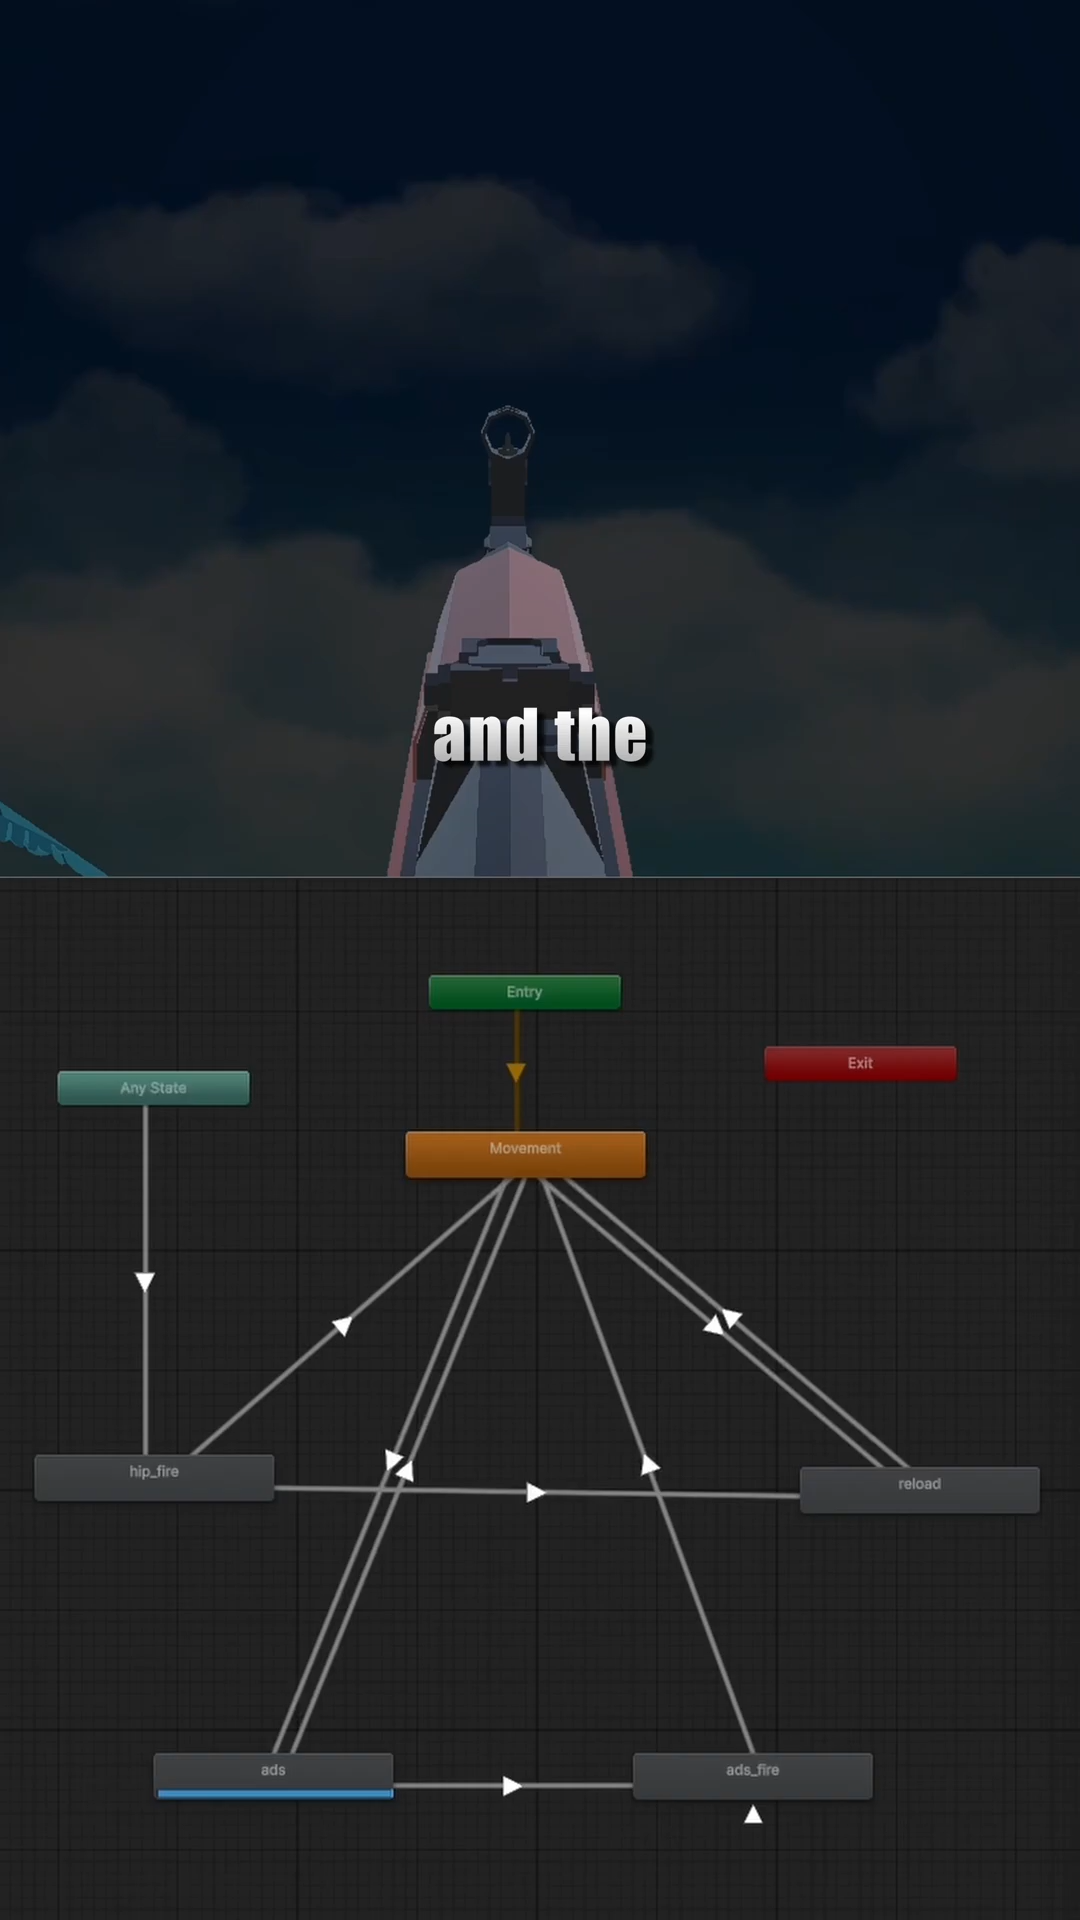 and the
Entry
Exit
Any State
Movement
hip_fire
reload
ads
ads_fire